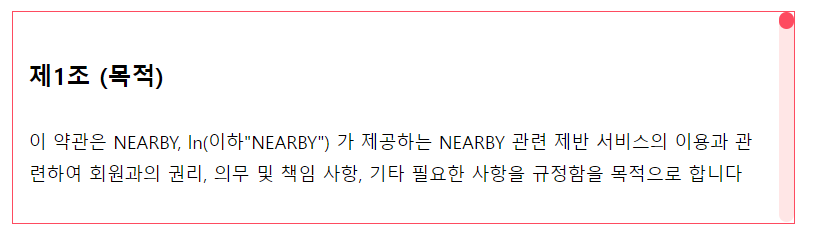 제1조 (목적)
이 약관은 NEARBY, ln(이하"NEARBY") 가 제공하는 NEARBY 관련 제반 서비스의 이용과 관
련하여 회원과의 권리, 의무 및 책임 사항, 기타 필요한 사항을 규정함을 목적으로 합니다